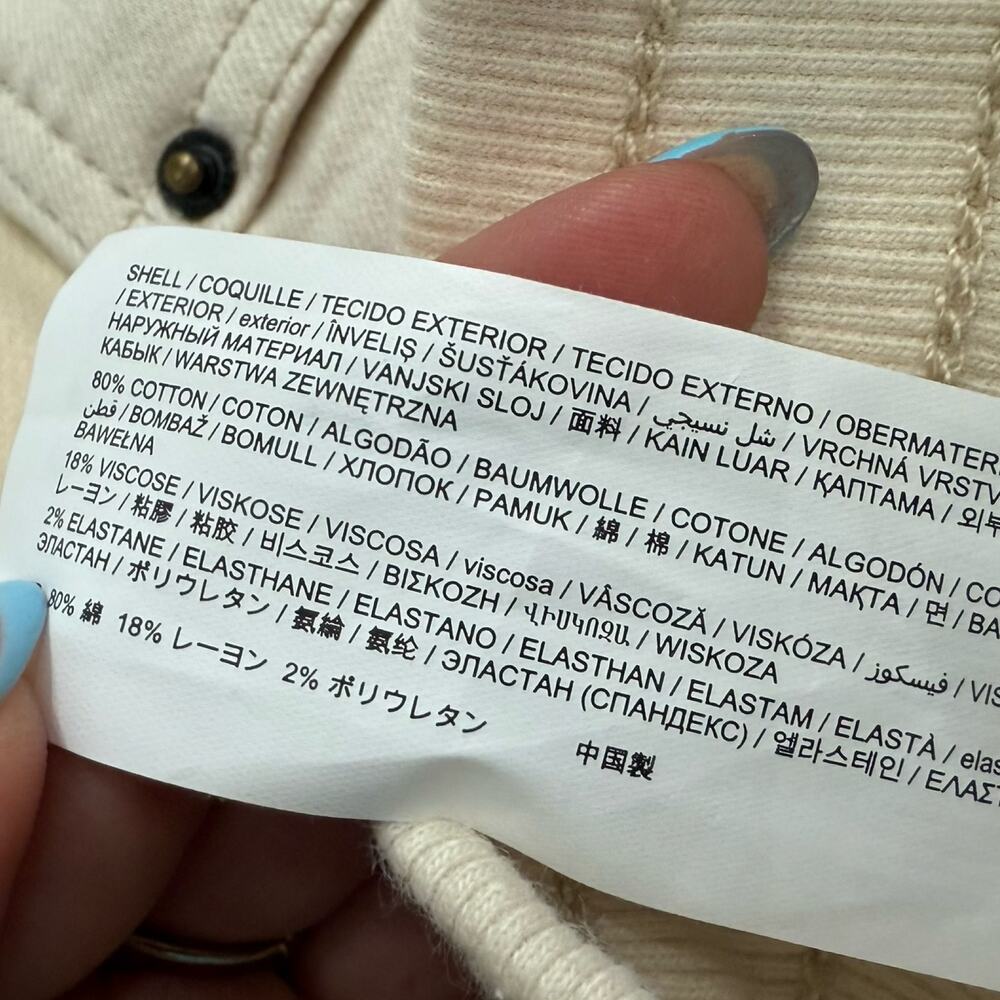 SHELL / COQUILLE / TECIDO EXTERIOR / TECIDO EXTERNO / OBERMATER
/ EXTERIOR / exterior / ÎNVELIȘ / ŠUSŤÁKOVINA / شل نسيجي / VRCHNÁ VRSTV
НАРУЖНЫЙ МАТЕРИАЛ / VANJSKI SLOJ / 面料 / KAIN LUAR / ҚАПТАМА / 외부
КАБЫК / WARSTWA ZEWNĘTRZNA
80% COTTON / COTON / ALGODÃO / BAUMWOLLE / COTONE / ALGODÓN / CO
قطن / BOMBAŽ / BOMULL / ХЛОПОК / PAMUK / 綿 / 棉 / KATUN / МАҚТА / 면 / BA
BAWEŁNA
18% VISCOSE / VISKOSE / VISCOSA / viscosa / VÂSCOZĂ / VISKÓZA / فيسكوز / VIS
レーヨン / 粘膠 / 粘胶 / 비스코스 / ΒΙΣΚΟΖΗ / ՎԻՍԿՈԶԱ / WISKOZA
2% ELASTANE / ELASTHANE / ELASTANO / ELASTHAN / ELASTAM / ELASTÀ / elas
ЭЛАСТАН / ポリウレタン / 氨綸 / 氨纶 / ЭЛАСТАН (СПАНДЕКС) / 엘라스테인 / ΕΛΑΣΤ
80% 綿 18% レーヨン 2% ポリウレタン
中国製